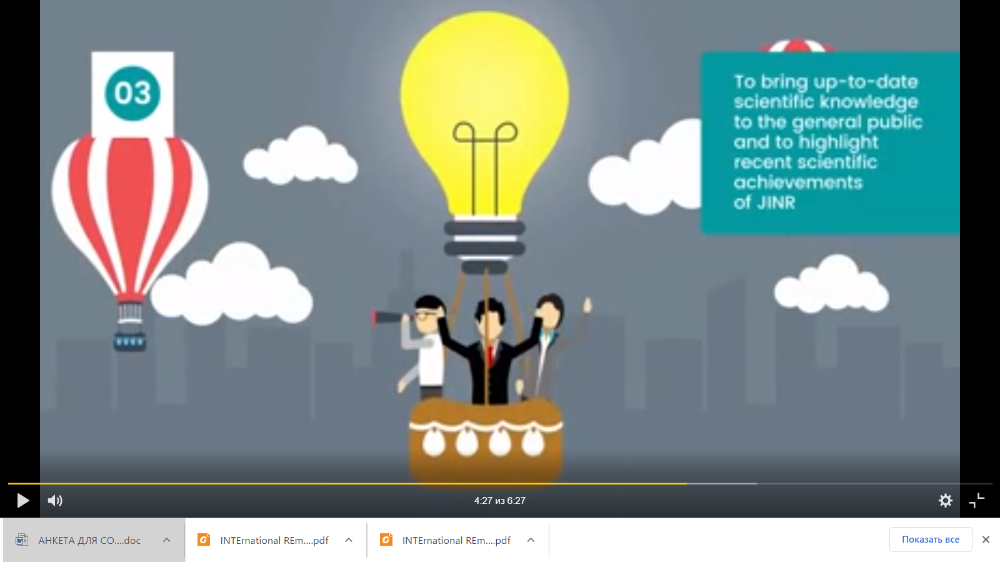 03
To bring up-to-date
scientific knowledge
to the general public
and to highlight
recent scientific
achievements
of JINR
4:27 из 6:27
АНКЕТА ДЛЯ СО....doc
INTErnational REm....pdf
INTErnational REm....pdf
Показать все